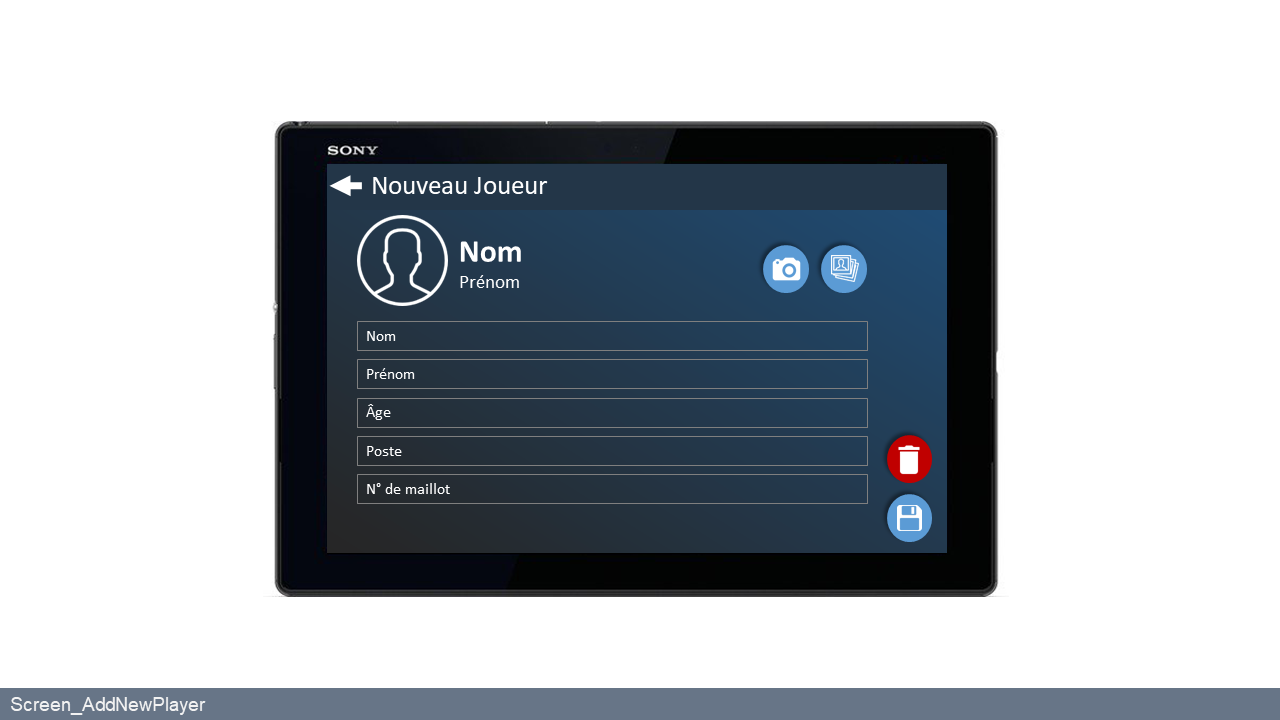 SONY
Nouveau Joueur
Nom
Prénom
Nom
Prénom
Âge
Poste
N° de maillot
Screen_AddNewPlayer